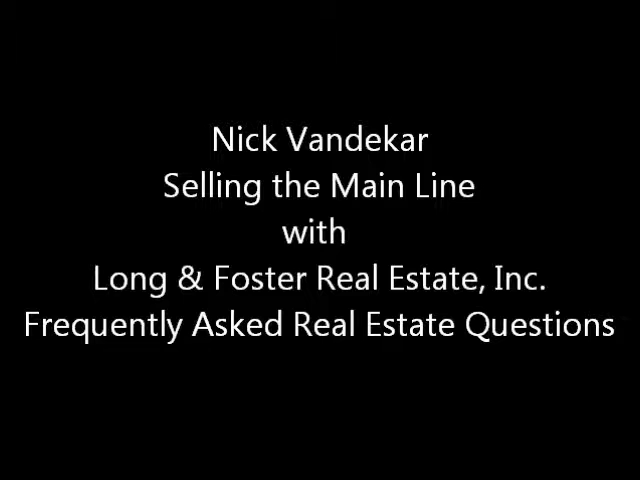 Nick Vandekar
Selling the Main Line
with
Long & Foster Real Estate, Inc.
Frequently Asked Real Estate Questions